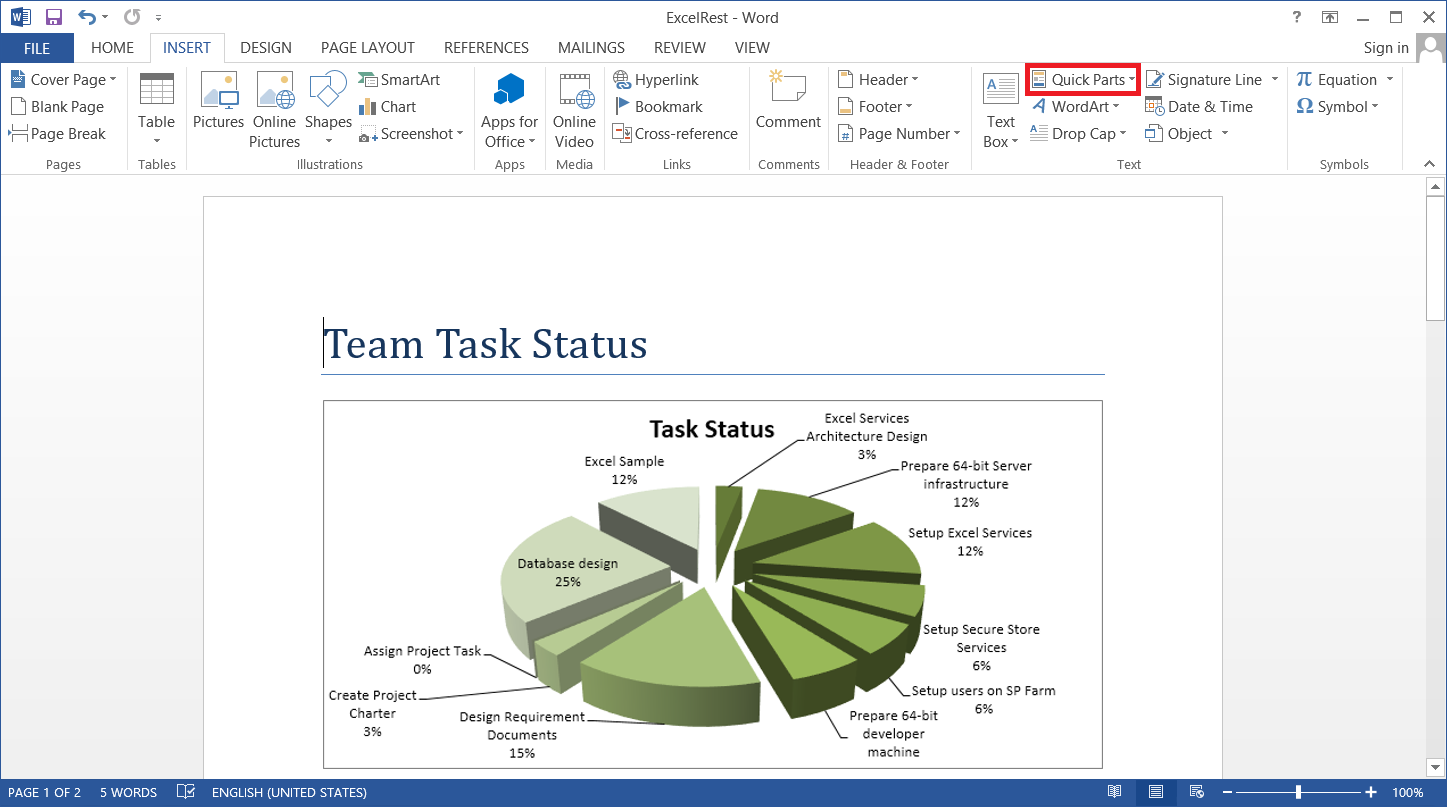 ExcelRest - Word
?
FILE HOME INSERT DESIGN PAGE LAYOUT REFERENCES MAILINGS REVIEW VIEW Sign in
Cover Page
Blank Page
Page Break
Pages
Table
Tables
Pictures
Online
Pictures
Shapes
SmartArt
Chart
Screenshot
Illustrations
Apps for
Office
Apps
Online
Video
Media
Hyperlink
Bookmark
Cross-reference
Links
Comment
Comments
Header
Footer
Page Number
Header & Footer
Text
Box
Quick Parts
WordArt
Drop Cap
Signature Line
Date & Time
Object
Text
π Equation
Ω Symbol
Symbols
Team Task Status
Task Status
Excel Services
Architecture Design
3%
Prepare 64-bit Server
infrastructure
12%
Setup Excel Services
12%
Setup Secure Store
Services
6%
Setup users on SP Farm
6%
Prepare 64-bit
developer
machine
Design Requirement
Documents
15%
Create Project
Charter
3%
Assign Project Task
0%
Database design
25%
Excel Sample
12%
PAGE 1 OF 2 5 WORDS ENGLISH (UNITED STATES) 100%